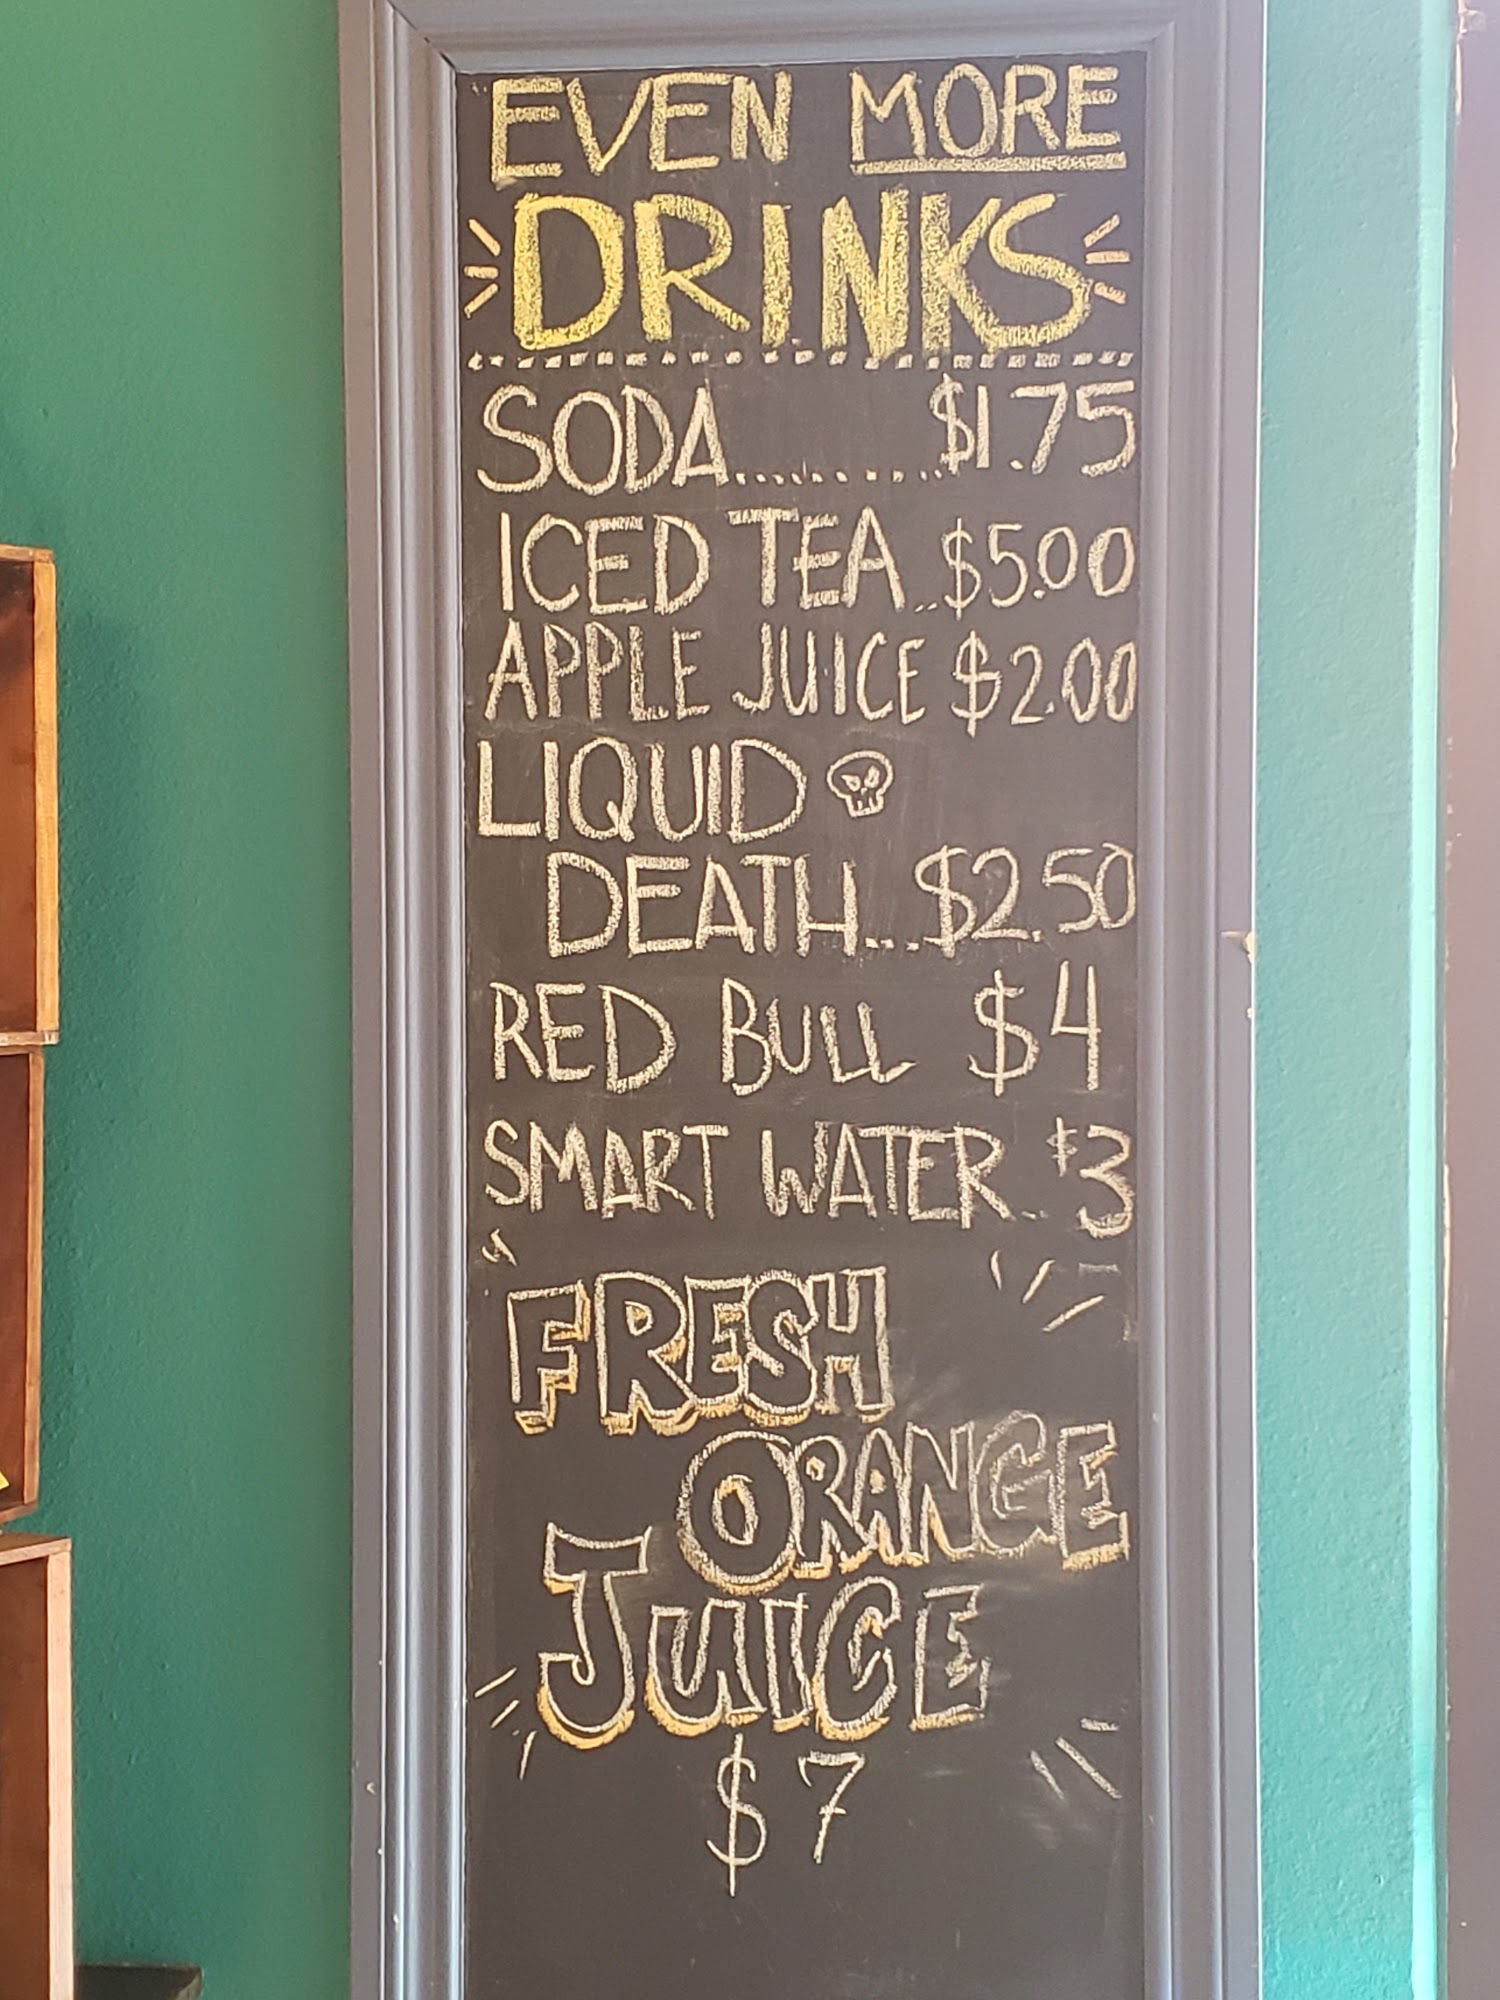 EVEN MORE
DRINKS
SODA.......... $1.75
ICED TEA..$5.00
APPLE JUICE $2.00
LIQUID
DEATH...$2.50
RED BULL $4
SMART WATER.. $3
FRESH
ORANGE
JUICE
$7